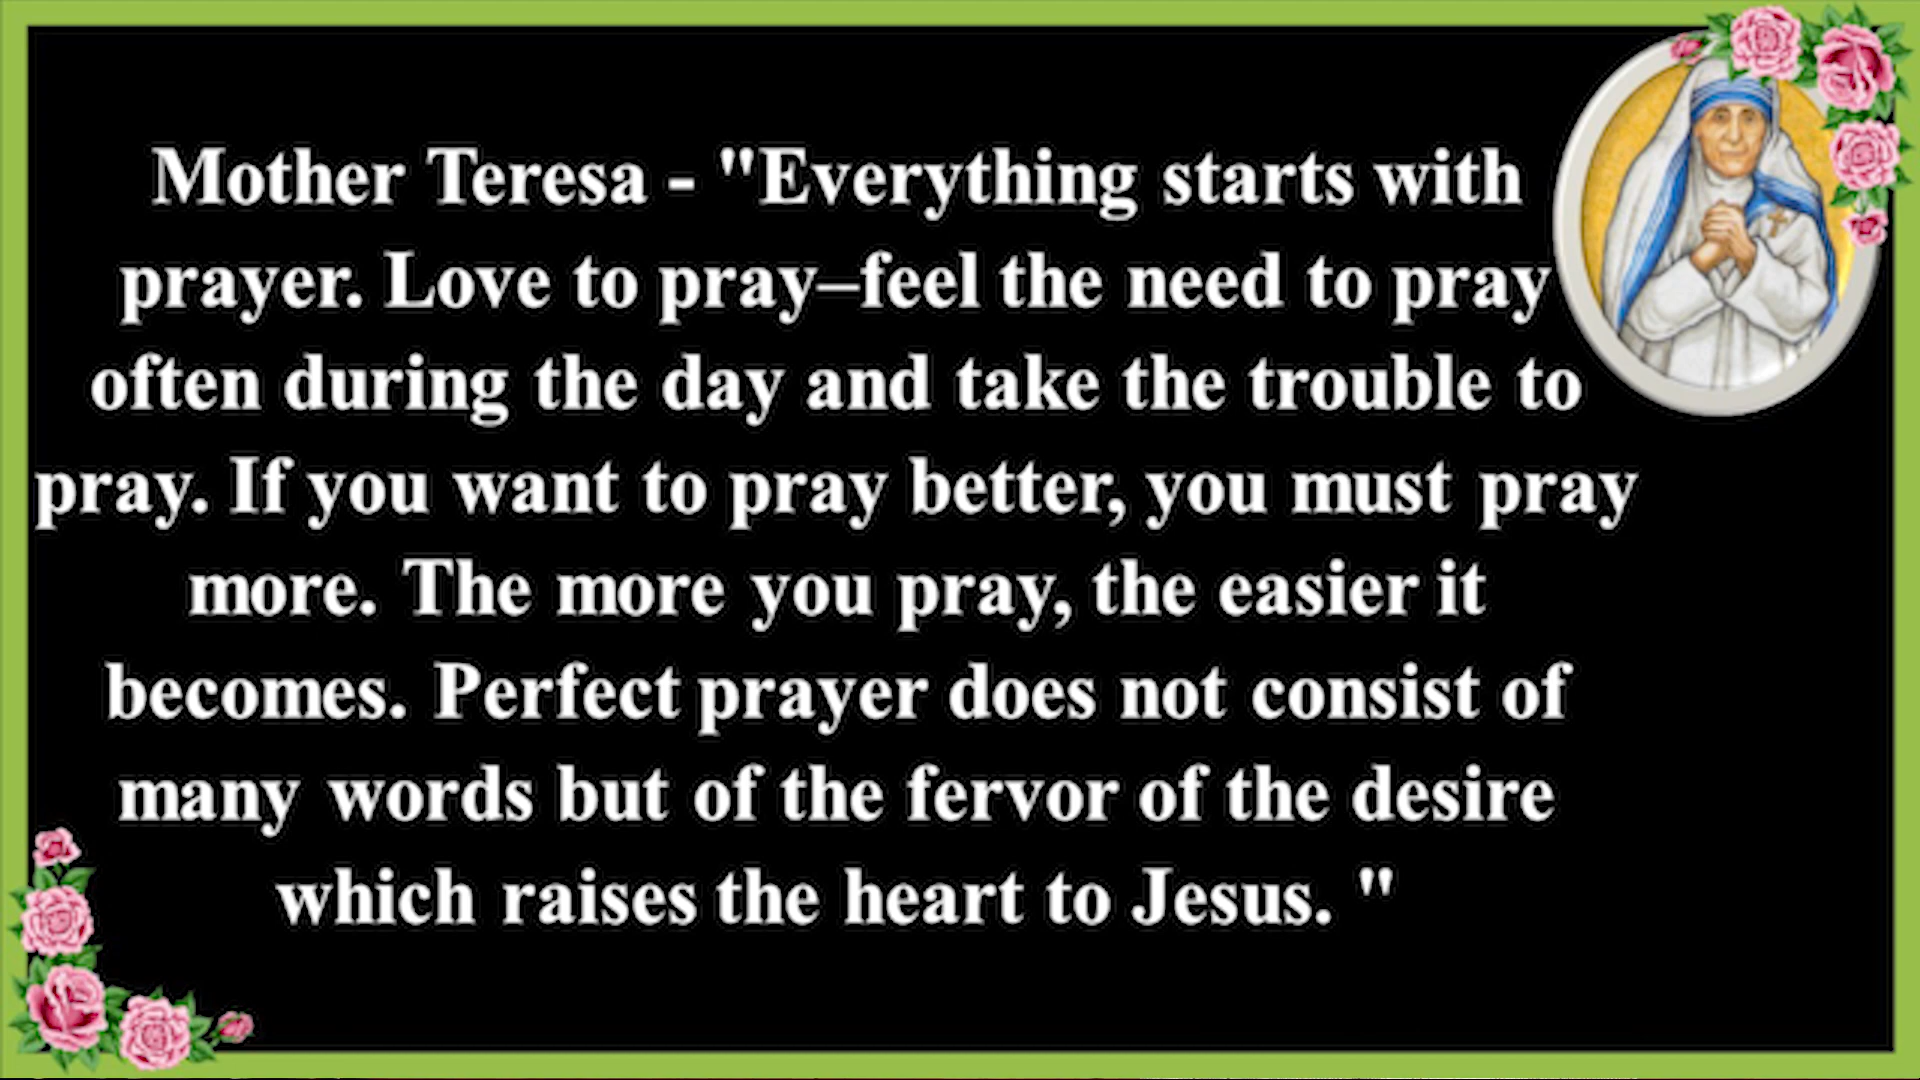 Mother Teresa - "Everything starts with
prayer. Love to pray–feel the need to pray
often during the day and take the trouble to
pray. If you want to pray better, you must pray
more. The more you pray, the easier it
becomes. Perfect prayer does not consist of
many words but of the fervor of the desire
which raises the heart to Jesus. "